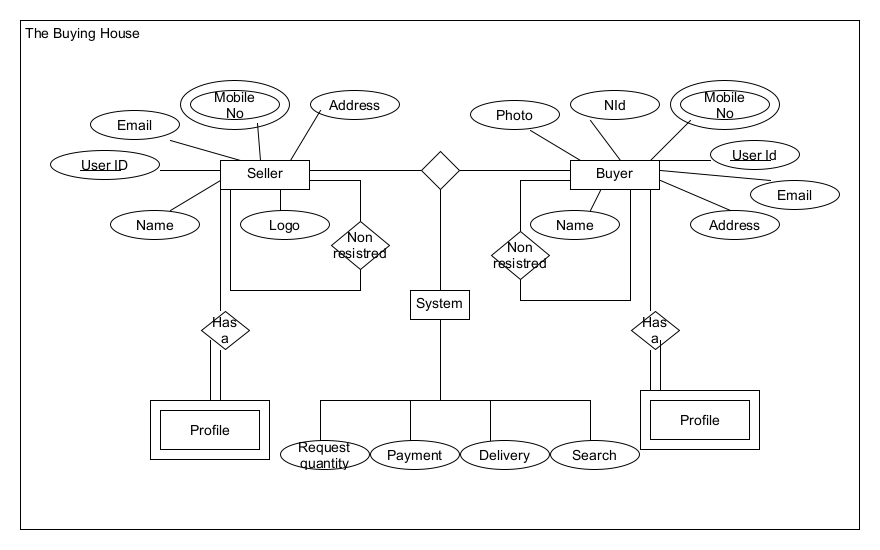 The Buying House
Mobile
No
Address
Email
User ID
Seller
Name
Logo
Non
resistred
Has
a
Profile
Photo
NId
Mobile
No
User Id
Buyer
Email
Name
Address
Non
resistred
Has
a
Profile
System
Request
quantity
Payment
Delivery
Search